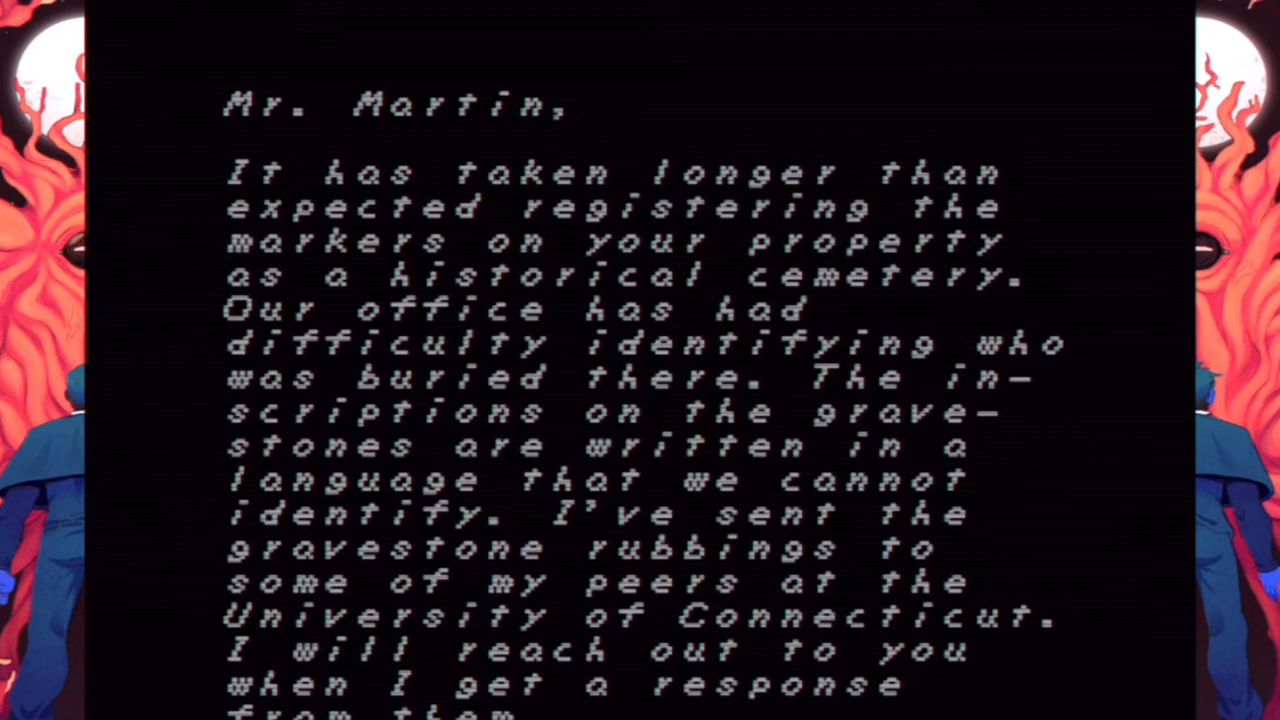 Mr. Martin,
It has taken longer than
expected registering the
markers on your property
as a historical cemetery.
Our office has had
difficulty identifying who
was buried there. The in-
scriptions on the grave-
stones are written in a
language that we cannot
identify. I've sent the
gravestone rubbings to
some of my peers at the
University of Connecticut.
I will reach out to you
when I get a response
from them